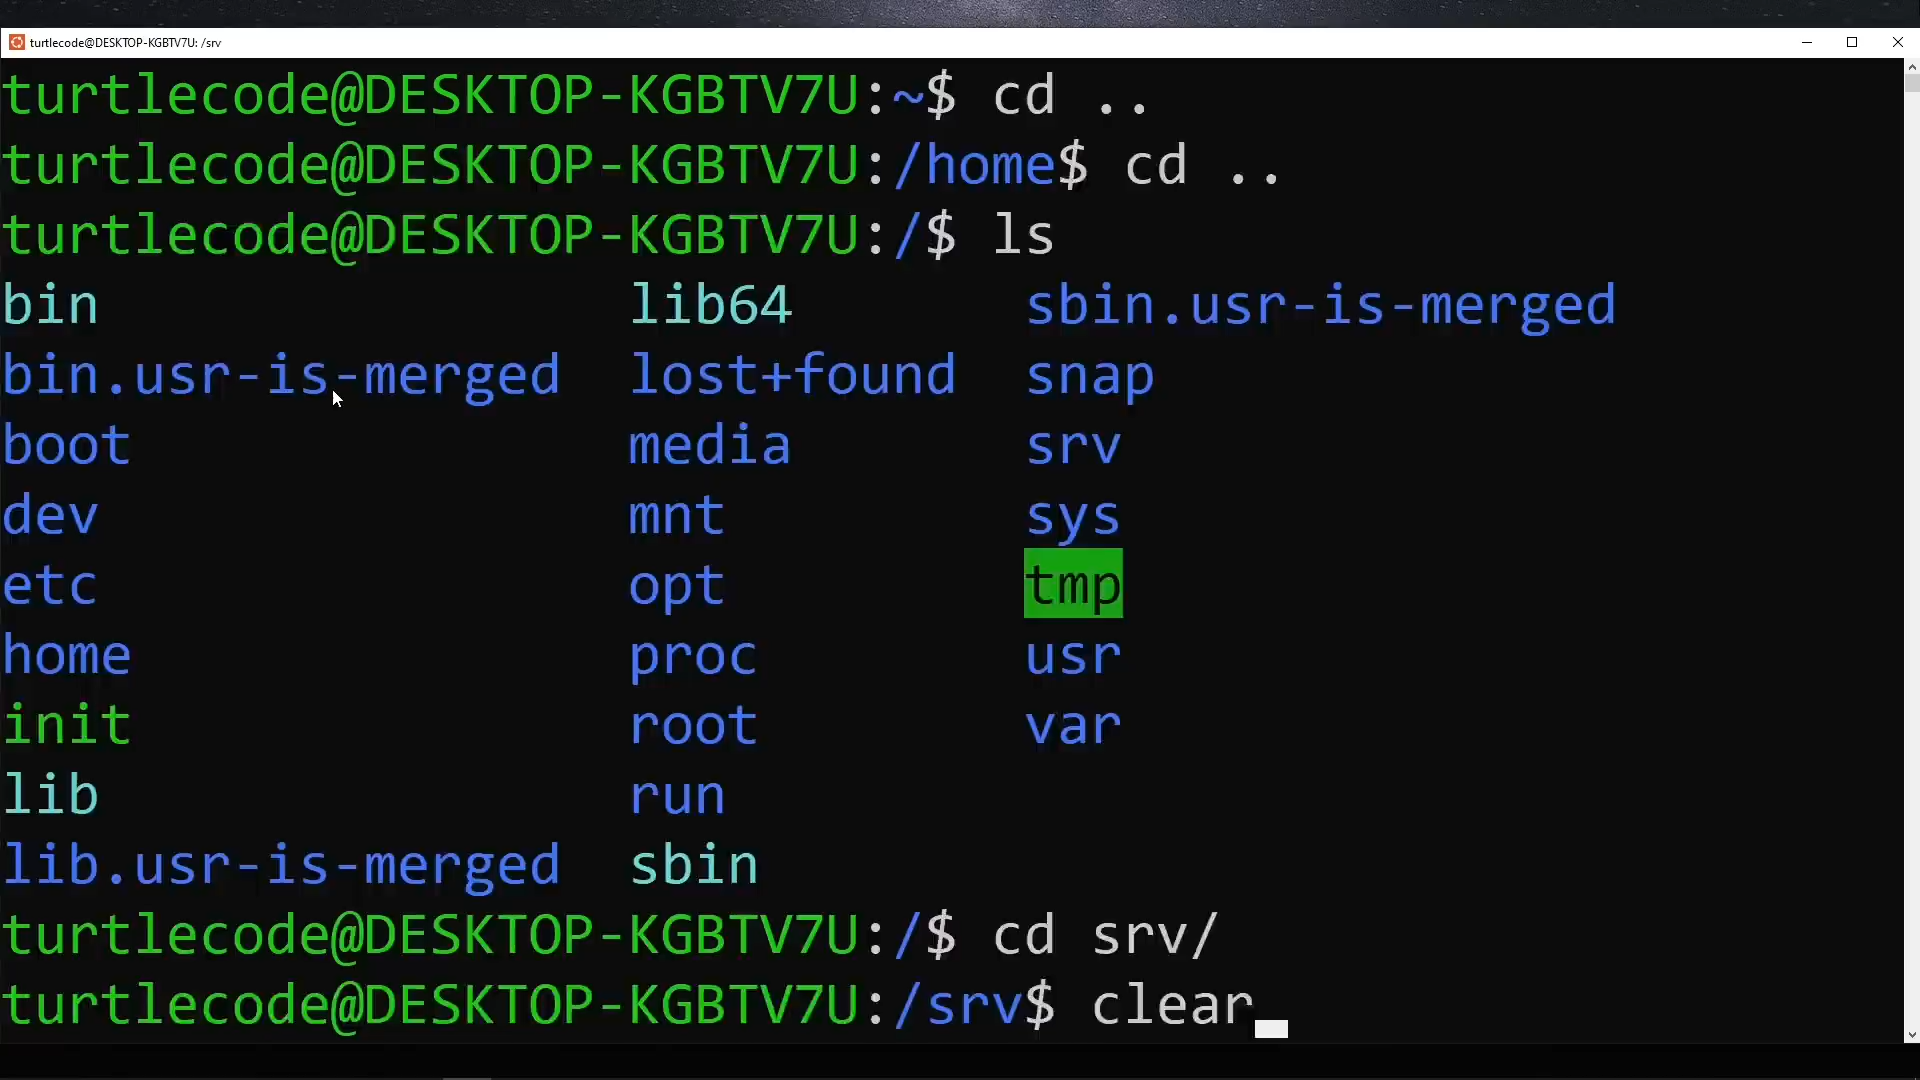 turtlecode@DESKTOP-KGBTV7U: /srv
turtlecode@DESKTOP-KGBTV7U:~$ cd ..
turtlecode@DESKTOP-KGBTV7U:/home$ cd ..
turtlecode@DESKTOP-KGBTV7U:/$ ls
bin lib64 sbin.usr-is-merged
bin.usr-is-merged lost+found snap
boot media srv
dev mnt sys
etc opt tmp
home proc usr
init root var
lib run
lib.usr-is-merged sbin
turtlecode@DESKTOP-KGBTV7U:/$ cd srv/
turtlecode@DESKTOP-KGBTV7U:/srv$ clear